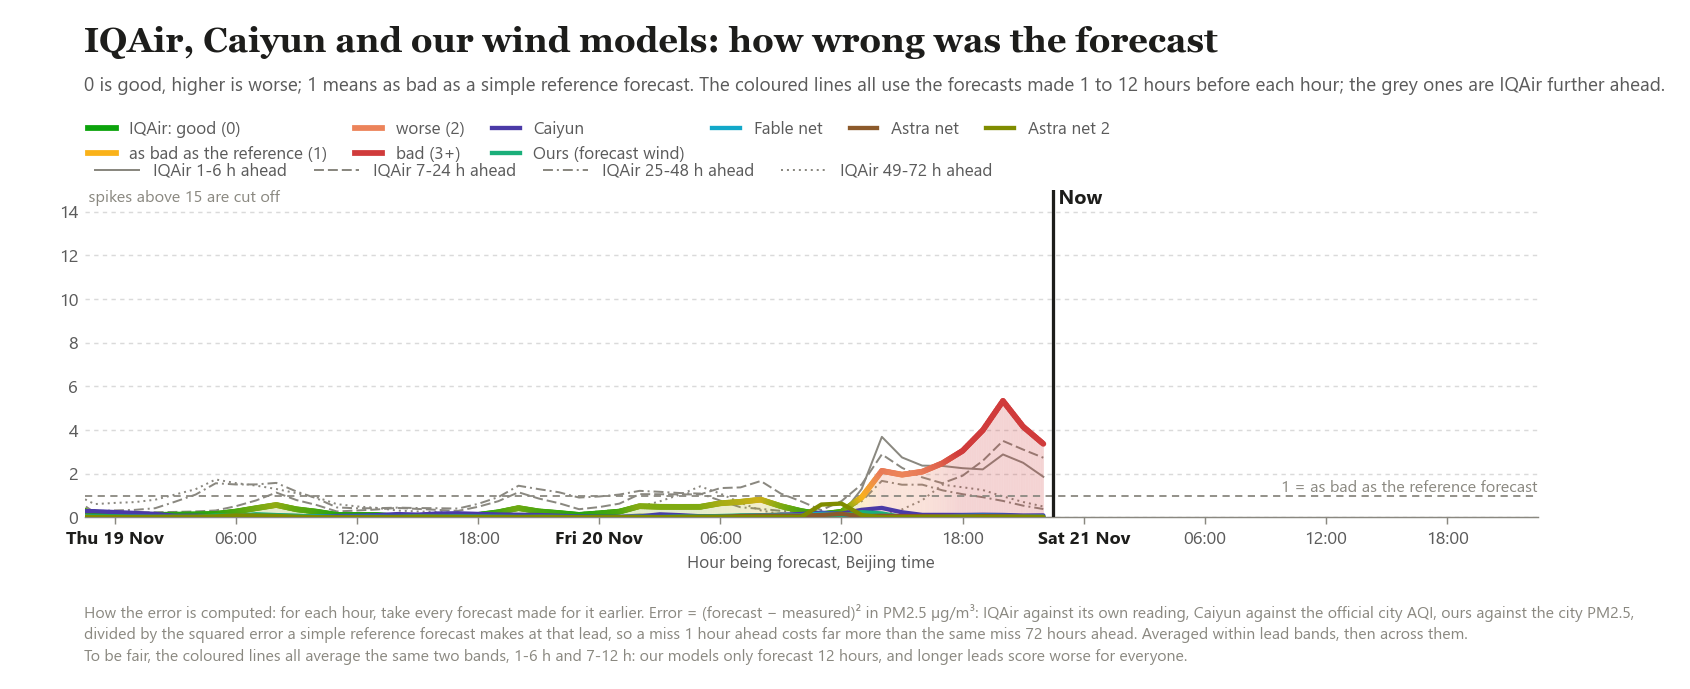 IQAir, Caiyun and our wind models: how wrong was the forecast
0 is good, higher is worse; 1 means as bad as a simple reference forecast. The coloured lines all use the forecasts made 1 to 12 hours before each hour; the grey ones are IQAir further ahead.
IQAir: good (0) worse (2) Caiyun Fable net Astra net Astra net 2
as bad as the reference (1) bad (3+) Ours (forecast wind)
IQAir 1-6 h ahead IQAir 7-24 h ahead IQAir 25-48 h ahead IQAir 49-72 h ahead
spikes above 15 are cut off
Now
14
12
10
8
6
4
2
1 = as bad as the reference forecast
0
Thu 19 Nov 06:00 12:00 18:00 Fri 20 Nov 06:00 12:00 18:00 Sat 21 Nov 06:00 12:00 18:00
Hour being forecast, Beijing time
How the error is computed: for each hour, take every forecast made for it earlier. Error = (forecast − measured)² in PM2.5 µg/m³: IQAir against its own reading, Caiyun against the official city AQI, ours against the city PM2.5,
divided by the squared error a simple reference forecast makes at that lead, so a miss 1 hour ahead costs far more than the same miss 72 hours ahead. Averaged within lead bands, then across them.
To be fair, the coloured lines all average the same two bands, 1-6 h and 7-12 h: our models only forecast 12 hours, and longer leads score worse for everyone.